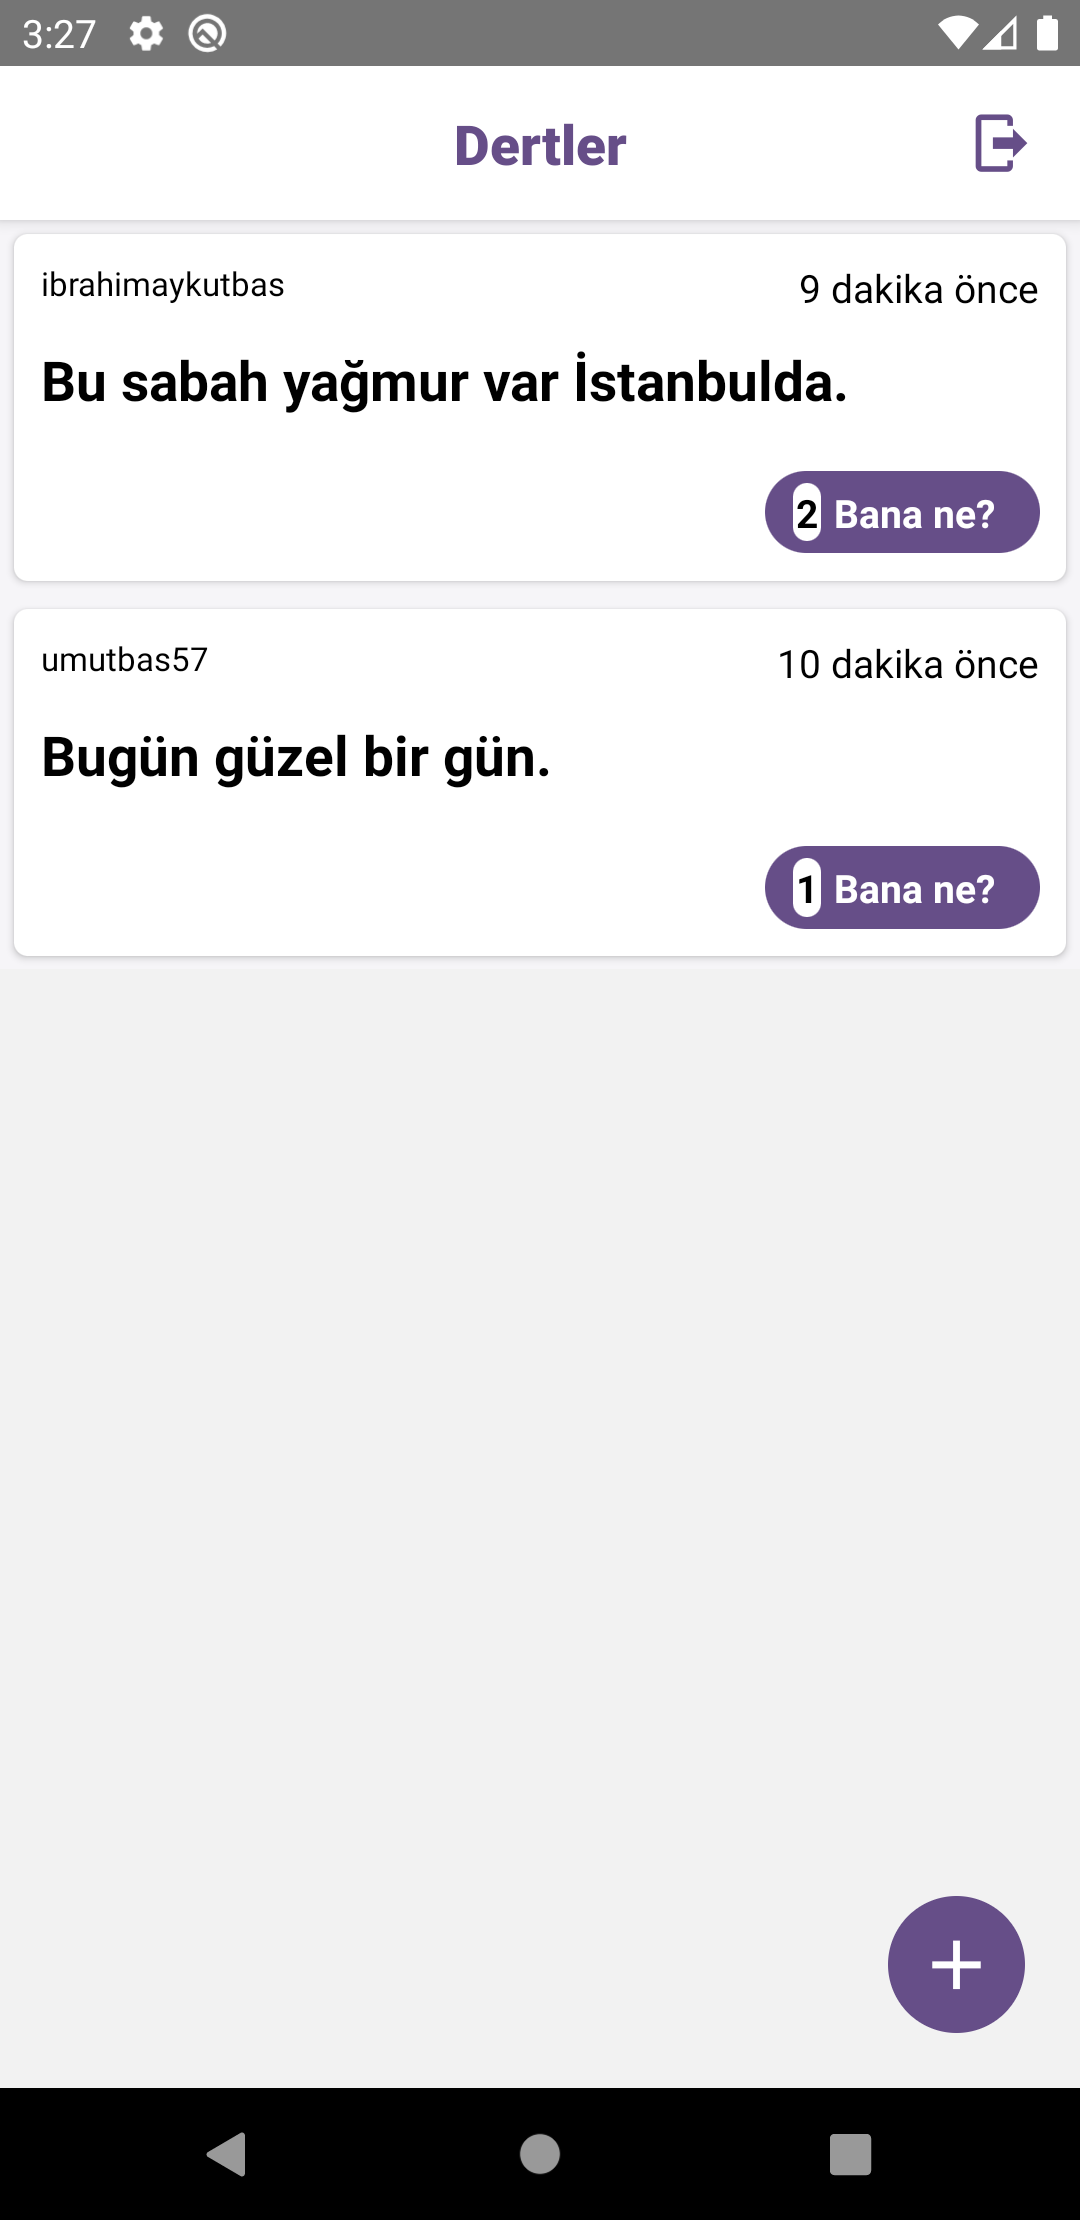 3:27
Dertler
ibrahimaykutbas
9 dakika önce
Bu sabah yağmur var İstanbulda.
2 Bana ne?
umutbas57
10 dakika önce
Bugün güzel bir gün.
1 Bana ne?